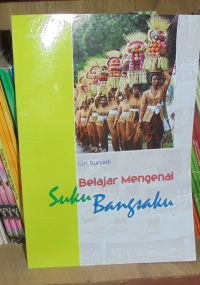 Giri Suryadi
Belajar Mengenal
Suku
Bangsaku